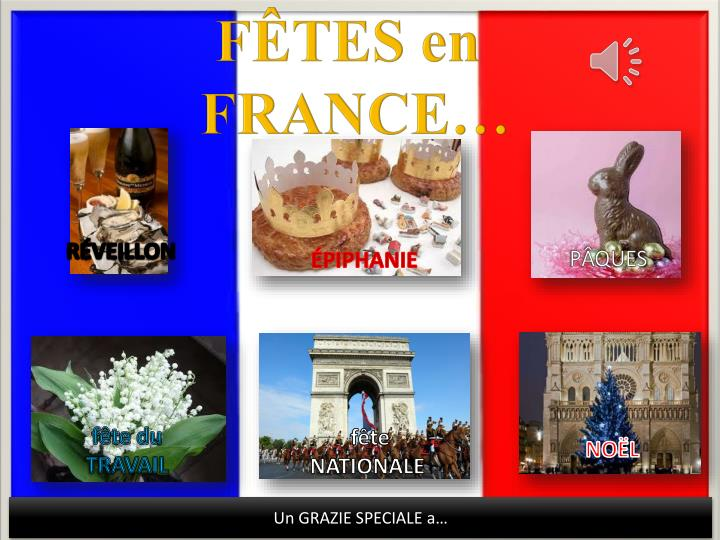 FÊTES en
FRANCE…
RÉVEILLON
ÉPIPHANIE
PÂQUES
fête du
TRAVAIL
fête
NATIONALE
NOËL
Un GRAZIE SPECIALE a…